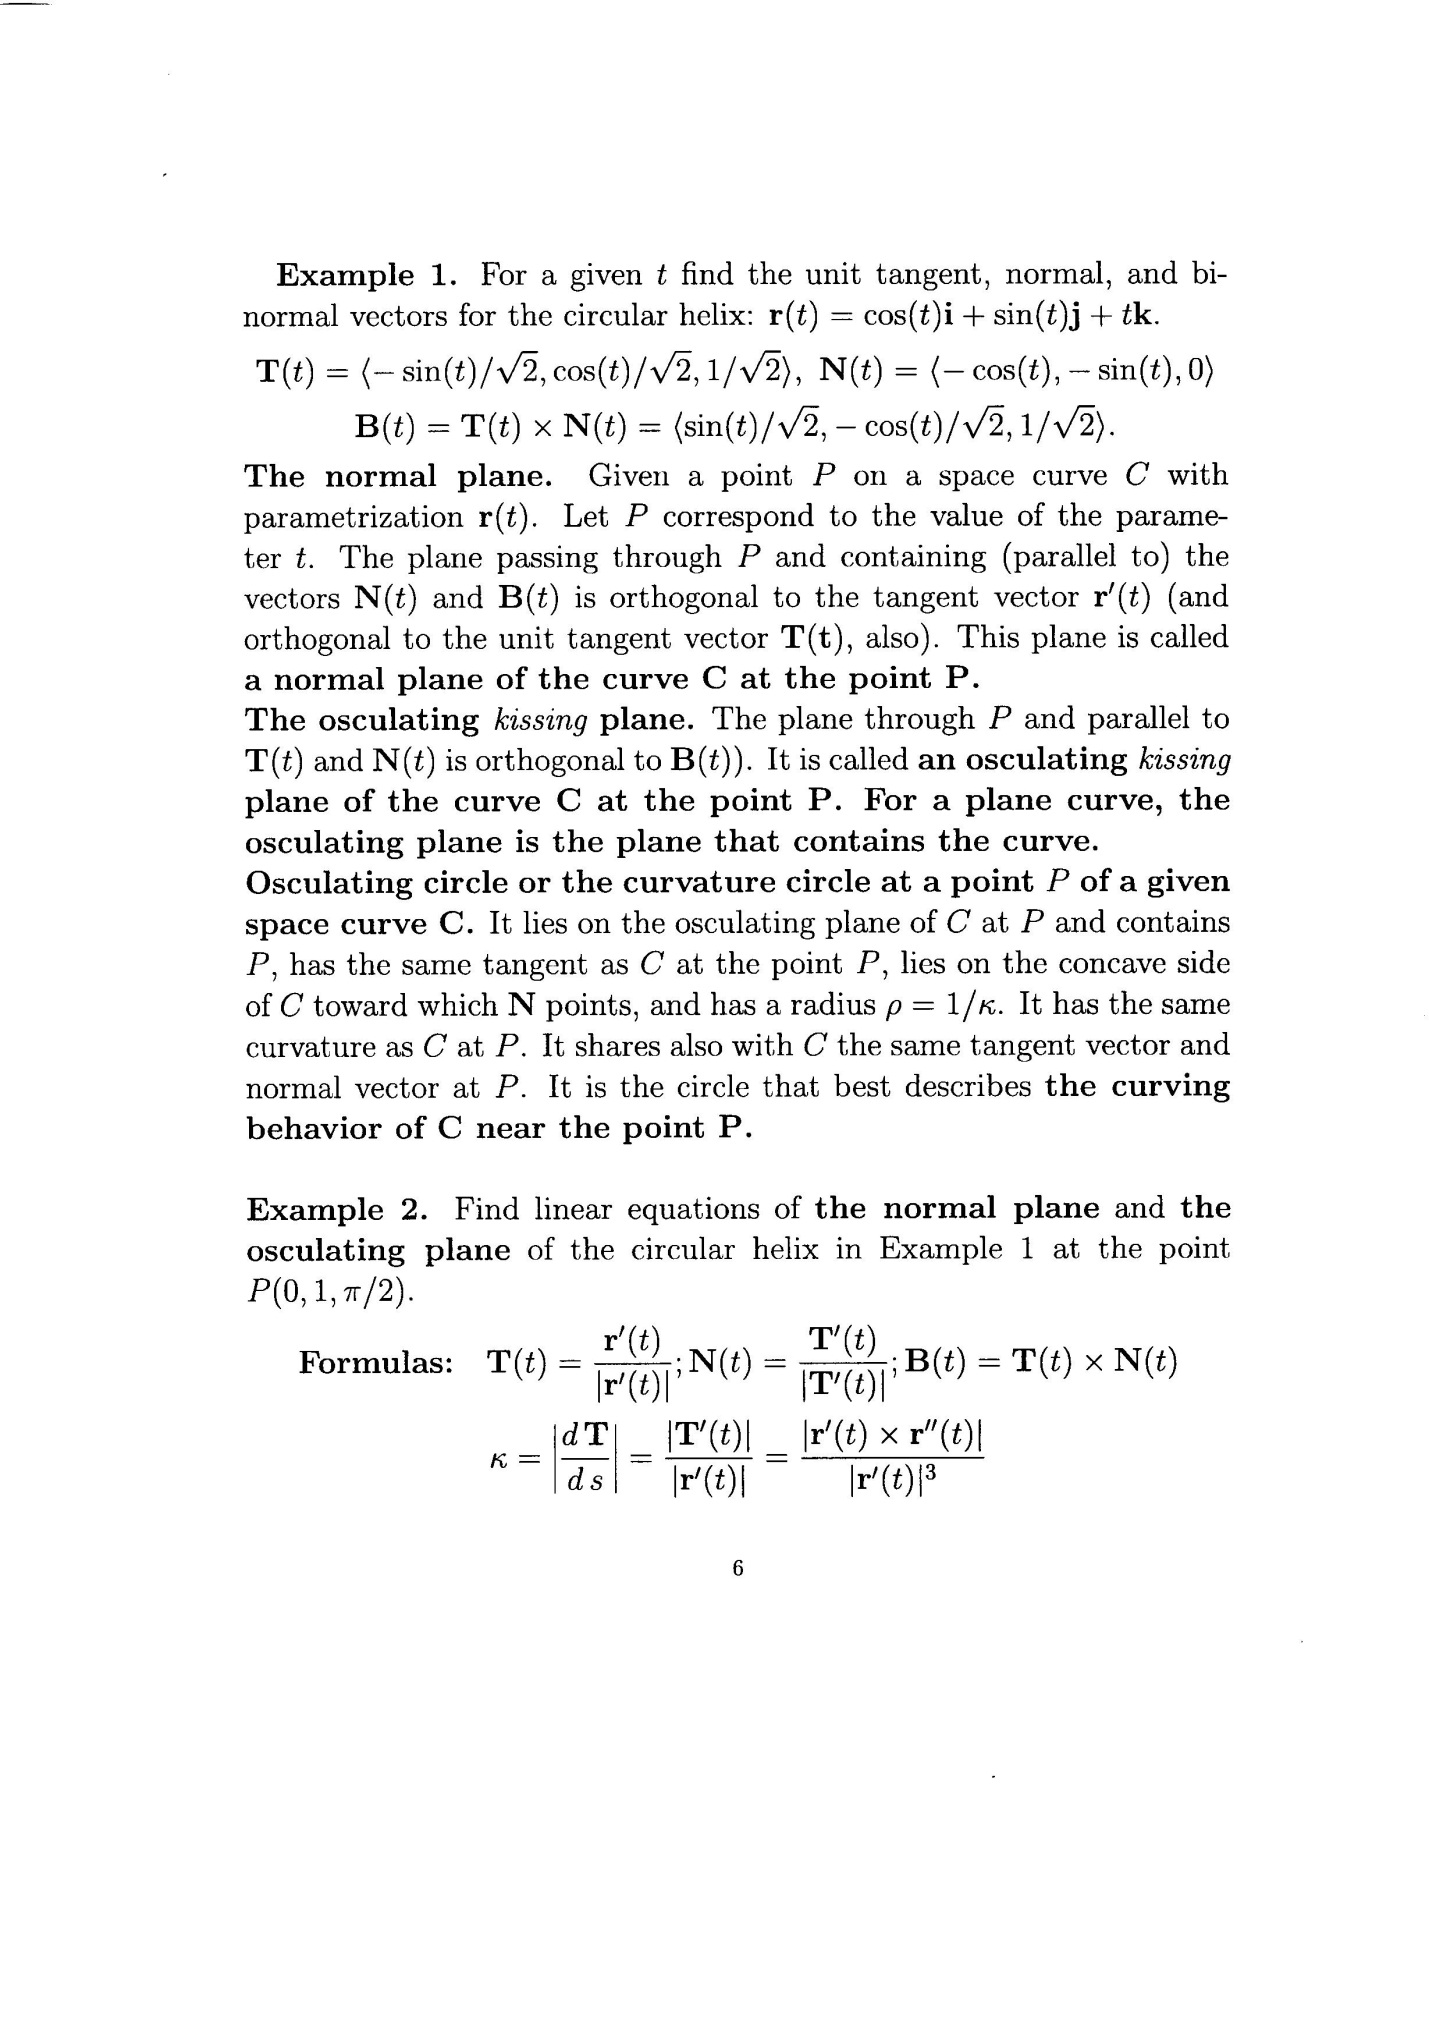 Example 1. For a given t find the unit tangent, normal, and bi-
normal vectors for the circular helix: r(t) = cos(t)i + sin(t)j + tk.
T(t) = ⟨− sin(t)/√2, cos(t)/√2, 1/√2⟩, N(t) = ⟨− cos(t), − sin(t), 0⟩
B(t) = T(t) × N(t) = ⟨sin(t)/√2, − cos(t)/√2, 1/√2⟩.
The normal plane. Given a point P on a space curve C with
parametrization r(t). Let P correspond to the value of the parame-
ter t. The plane passing through P and containing (parallel to) the
vectors N(t) and B(t) is orthogonal to the tangent vector r′(t) (and
orthogonal to the unit tangent vector T(t), also). This plane is called
a normal plane of the curve C at the point P.
The osculating kissing plane. The plane through P and parallel to
T(t) and N(t) is orthogonal to B(t)). It is called an osculating kissing
plane of the curve C at the point P. For a plane curve, the
osculating plane is the plane that contains the curve.
Osculating circle or the curvature circle at a point P of a given
space curve C. It lies on the osculating plane of C at P and contains
P, has the same tangent as C at the point P, lies on the concave side
of C toward which N points, and has a radius ρ = 1/κ. It has the same
curvature as C at P. It shares also with C the same tangent vector and
normal vector at P. It is the circle that best describes the curving
behavior of C near the point P.
Example 2. Find linear equations of the normal plane and the
osculating plane of the circular helix in Example 1 at the point
P(0, 1, π/2).
Formulas: T(t) = r′(t)/|r′(t)|; N(t) = T′(t)/|T′(t)|; B(t) = T(t) × N(t)
κ = |dT/ds| = |T′(t)|/|r′(t)| = |r′(t) × r″(t)|/|r′(t)|³
6